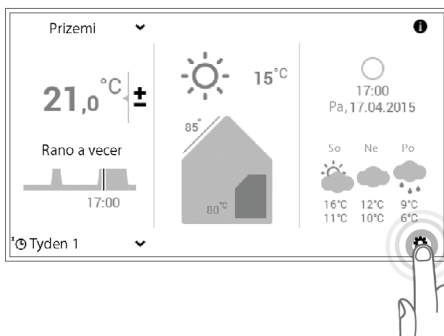 Prizemi
21,0 °C ±
Rano a vecer
17:00
Tyden 1
15°C
85°
80°C
17:00
Pa, 17.04.2015
So Ne Po
16°C 12°C 9°C
11°C 10°C 6°C